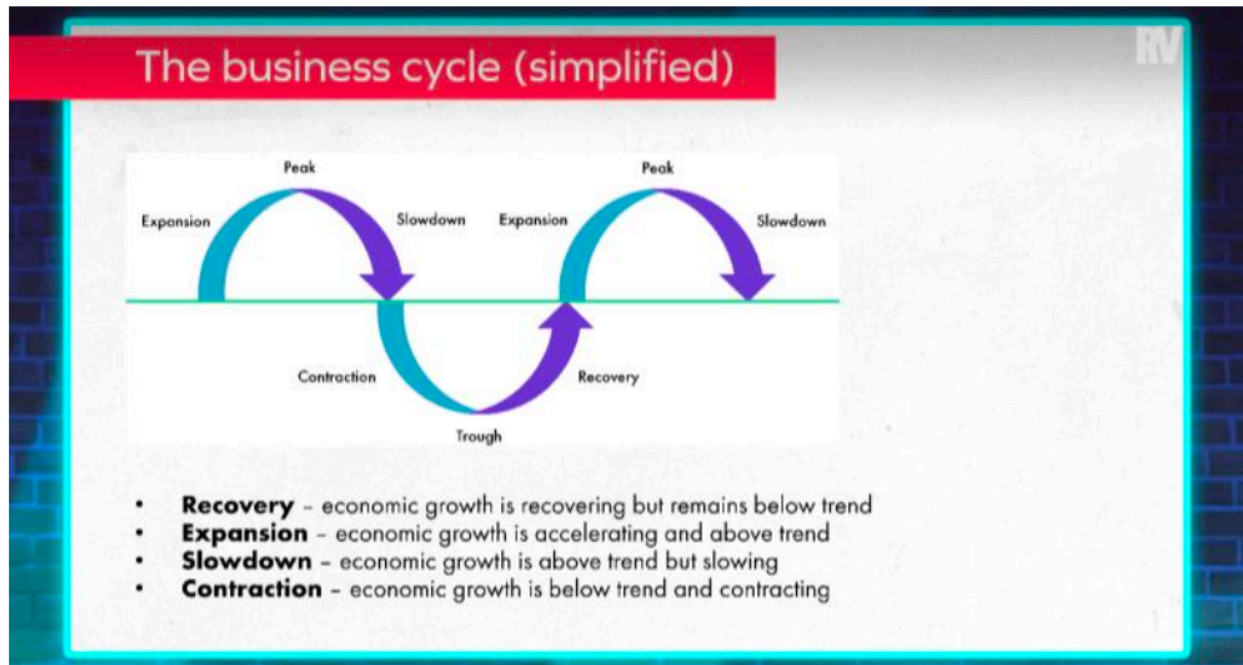 RV
The business cycle (simplified)
Peak
Peak
Expansion
Slowdown
Expansion
Slowdown
Contraction
Recovery
Trough
• Recovery – economic growth is recovering but remains below trend
• Expansion – economic growth is accelerating and above trend
• Slowdown – economic growth is above trend but slowing
• Contraction – economic growth is below trend and contracting